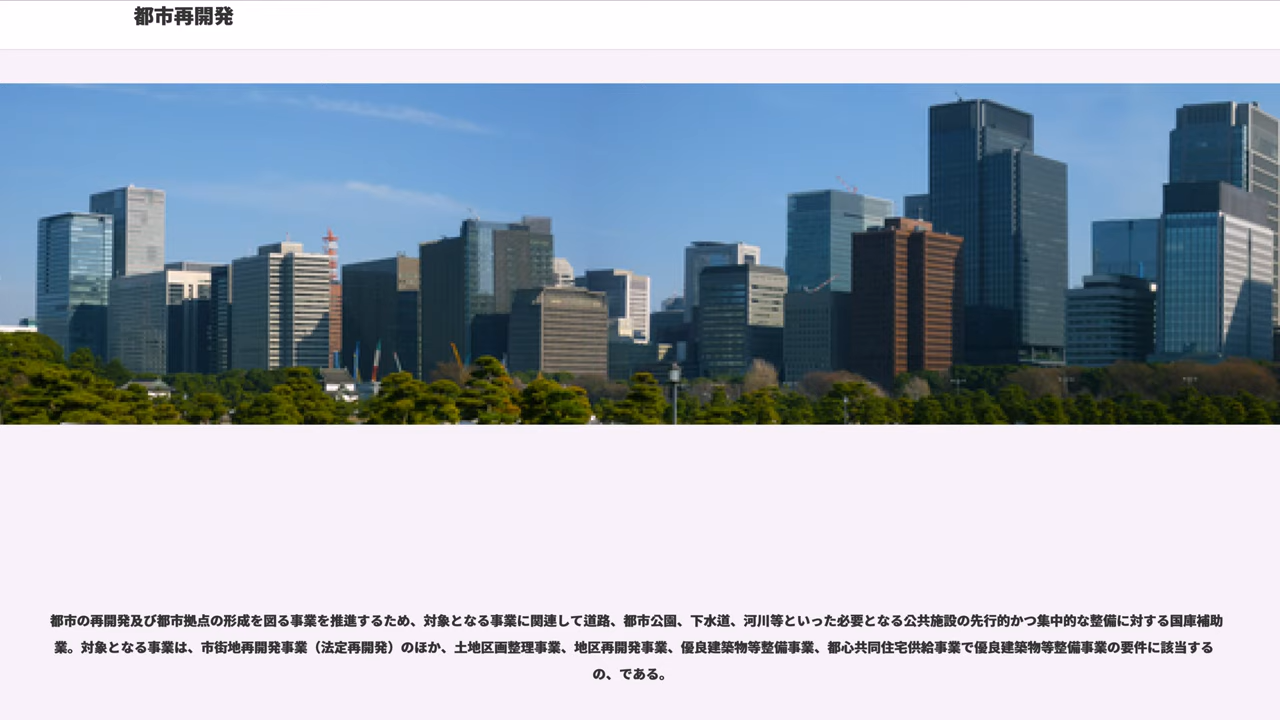 都市再開発
都市の再開発及び都市拠点の形成を図る事業を推進するため、対象となる事業に関連して道路、都市公園、下水道、河川等といった必要となる公共施設の先行的かつ集中的な整備に対する国庫補助
業。対象となる事業は、市街地再開発事業（法定再開発）のほか、土地区画整理事業、地区再開発事業、優良建築物等整備事業、都心共同住宅供給事業で優良建築物等整備事業の要件に該当する
の、である。